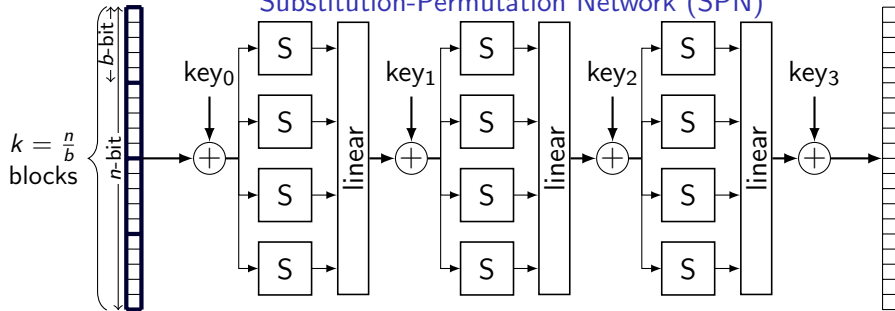 Substitution-Permutation Network (SPN)
b-bit
n-bit
k = n/b
blocks
key₀
S
S
S
S
linear
key₁
S
S
S
S
linear
key₂
S
S
S
S
linear
key₃